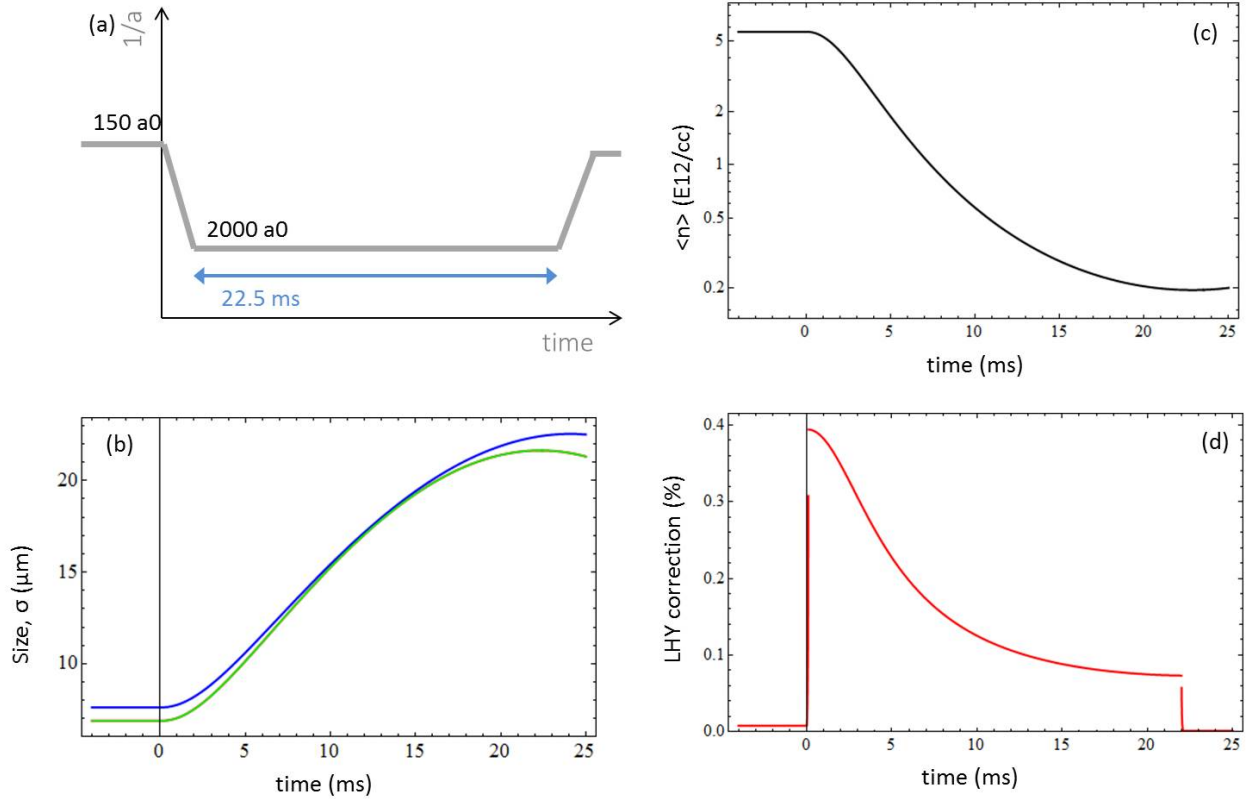 (a)
1/a
150 a0
2000 a0
22.5 ms
time
(c)
5
2
1
0.5
0.2
<n> (E12/cc)
0 5 10 15 20 25
time (ms)
(b)
20
15
10
Size, σ (μm)
0 5 10 15 20 25
time (ms)
(d)
0.4
0.3
0.2
0.1
0.0
LHY correction (%)
0 5 10 15 20 25
time (ms)